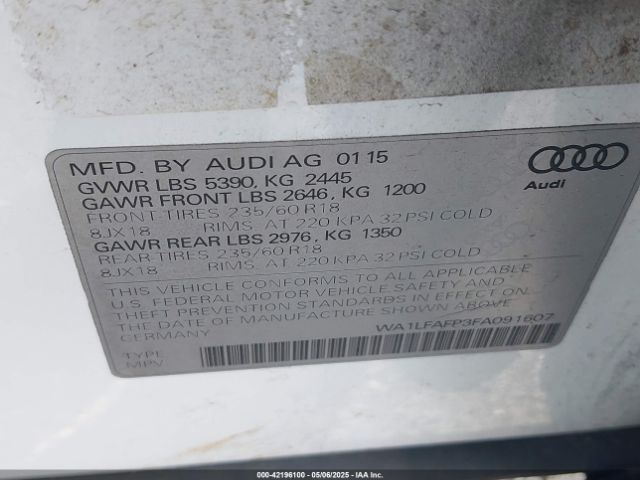 MFD. BY AUDI AG 01 15
GVWR LBS 5390, KG 2445
GAWR FRONT LBS 2646, KG 1200
FRONT-TIRES 235/60 R18
8JX18 RIMS, AT 220 KPA 32 PSI COLD
GAWR REAR LBS 2976, KG 1350
REAR-TIRES 235/60 R18
8JX18 RIMS, AT 220 KPA 32 PSI COLD
Audi
THIS VEHICLE CONFORMS TO ALL APPLICABLE
U.S. FEDERAL MOTOR VEHICLE SAFETY AND
THEFT PREVENTION STANDARDS IN EFFECT ON
THE DATE OF MANUFACTURE SHOWN ABOVE.
GERMANY
WA1LFAFP3FA091607
TYPE
MPV
000-42196100 - 05/06/2025 - IAA Inc.